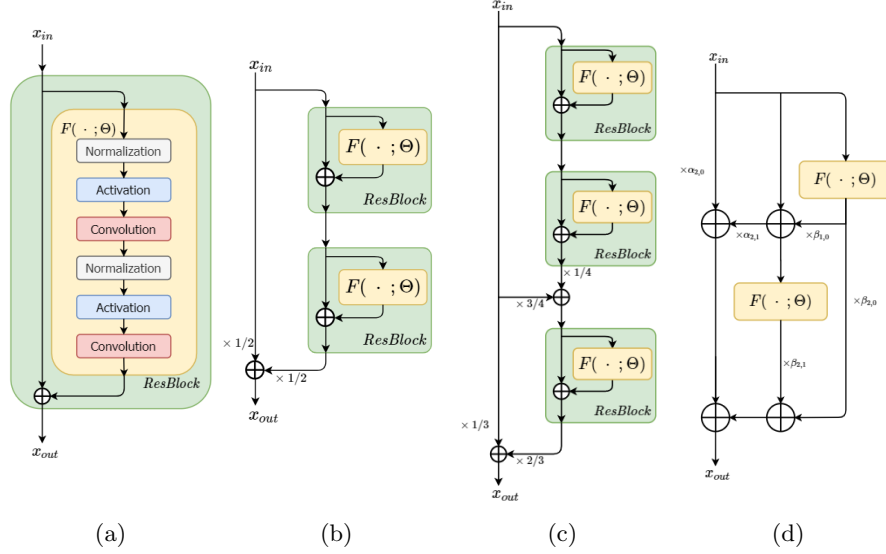 x_in
F( · ; Θ)
Normalization
Activation
Convolution
Normalization
Activation
Convolution
ResBlock
x_out
(a)
x_in
F( · ; Θ)
ResBlock
F( · ; Θ)
ResBlock
× 1/2
× 1/2
x_out
(b)
x_in
F( · ; Θ)
ResBlock
F( · ; Θ)
ResBlock
× 1/4
× 3/4
F( · ; Θ)
ResBlock
× 1/3
× 2/3
x_out
(c)
x_in
×α_{2,0}
F( · ; Θ)
×α_{2,1}
×β_{1,0}
F( · ; Θ)
×β_{2,0}
×β_{2,1}
x_out
(d)